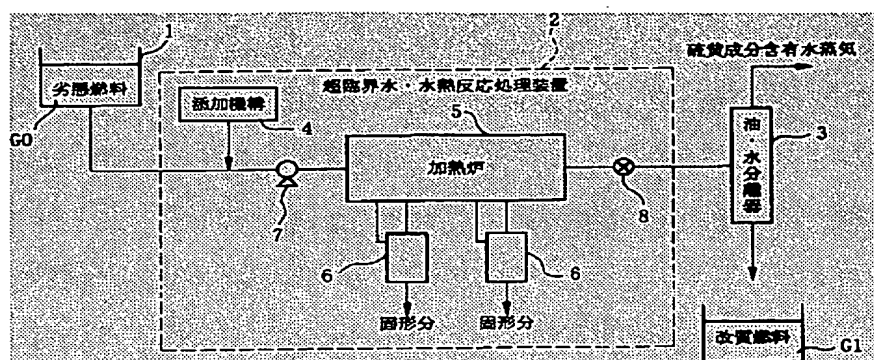 1
2
劣悪燃料
G0
超臨界水・水熱反応処理装置
添加機構
4
5
加熱炉
7
6
6
固形分
固形分
8
硫黄成分含有水蒸気
油・水分離器
3
改質燃料
G1